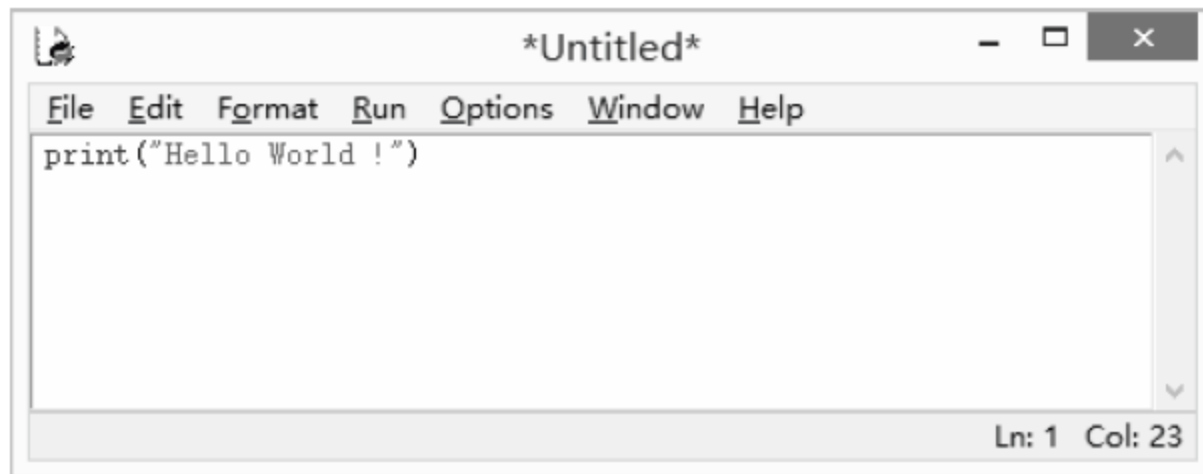 *Untitled*
File Edit Format Run Options Window Help
print("Hello World !")
Ln: 1 Col: 23